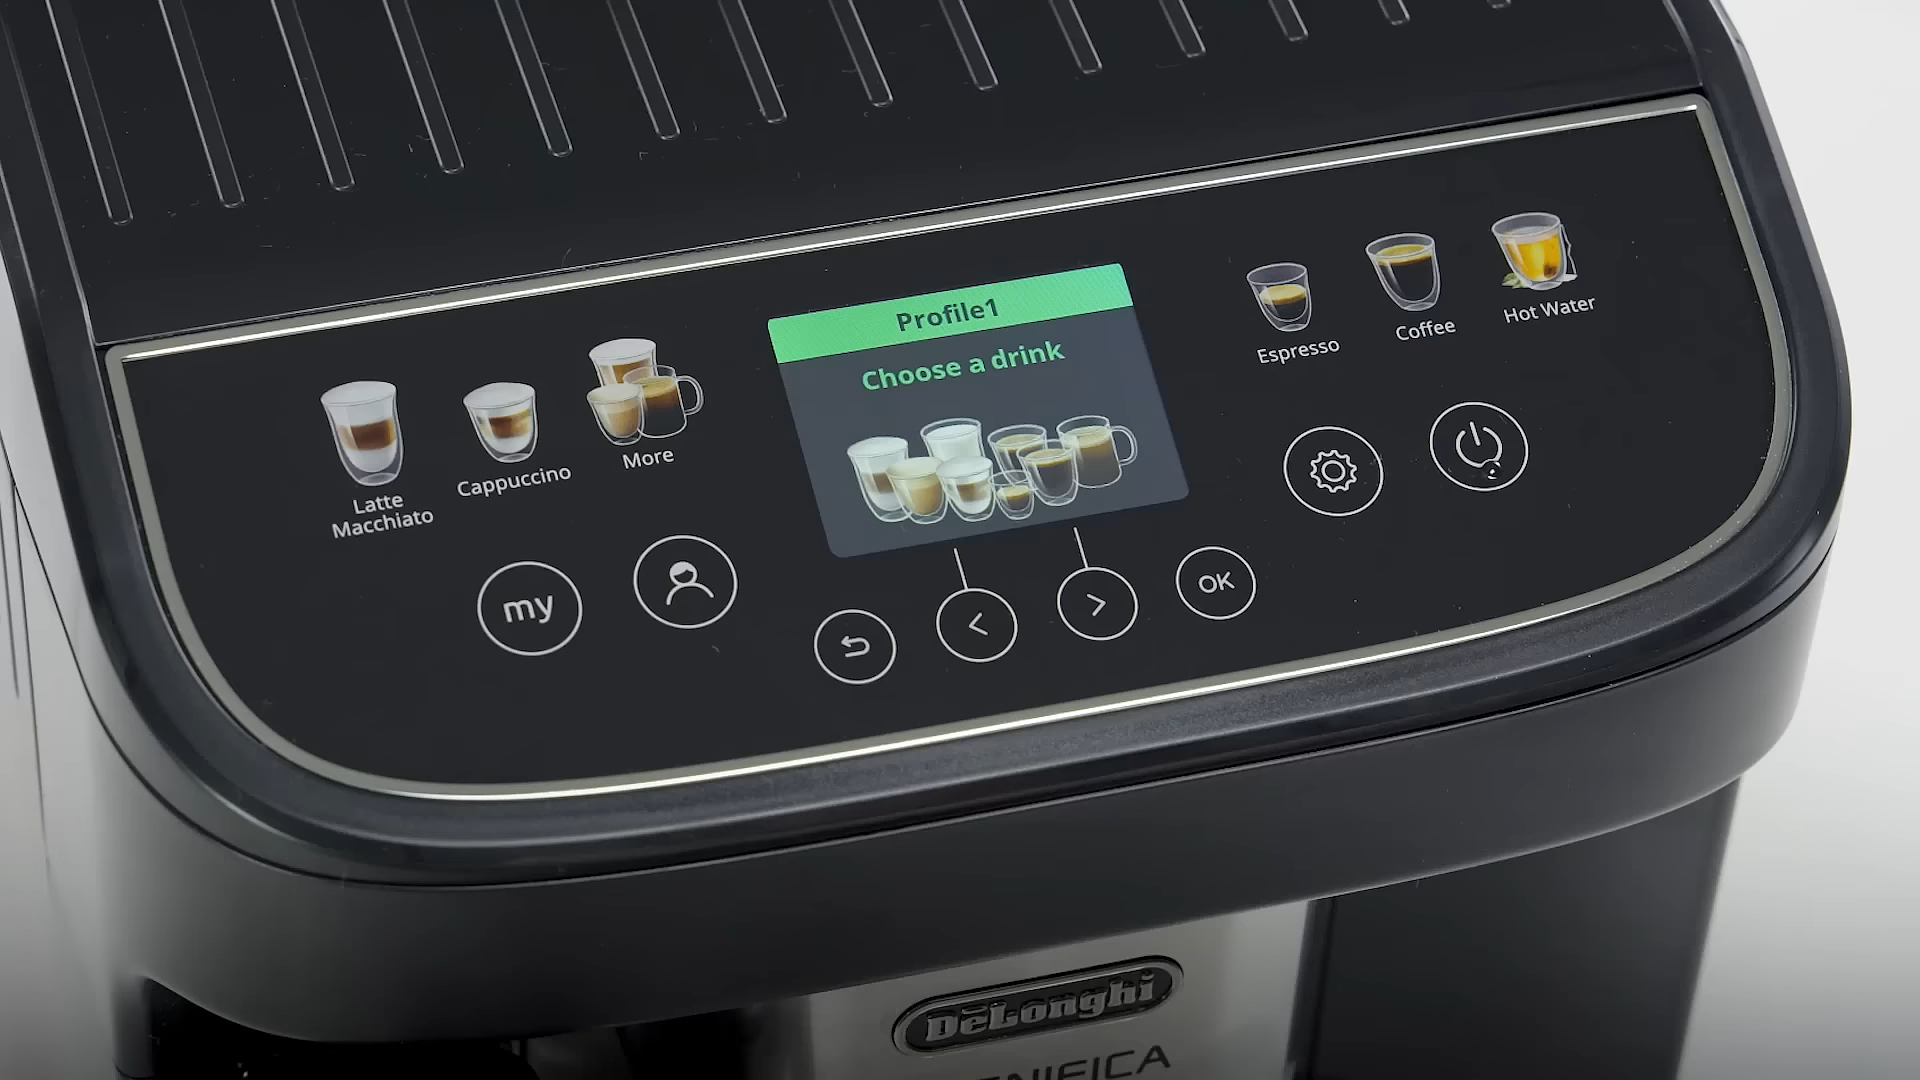 Profile1
Choose a drink
Latte
Macchiato
Cappuccino
More
Espresso
Coffee
Hot Water
my
OK
DeLonghi